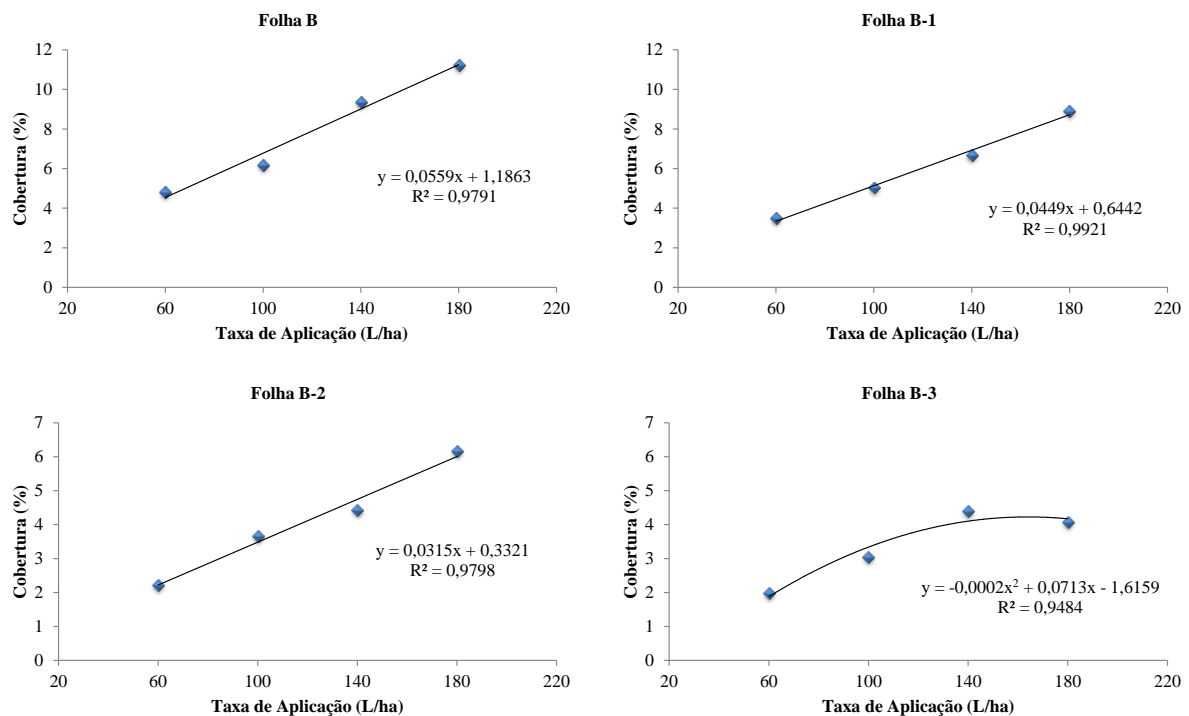 Folha B
12
10
8
6
4
2
0
Cobertura (%)
y = 0,0559x + 1,1863
R² = 0,9791
20 60 100 140 180 220
Taxa de Aplicação (L/ha)
Folha B-1
12
10
8
6
4
2
0
Cobertura (%)
y = 0,0449x + 0,6442
R² = 0,9921
20 60 100 140 180 220
Taxa de Aplicação (L/ha)
Folha B-2
7
6
5
4
3
2
1
0
Cobertura (%)
y = 0,0315x + 0,3321
R² = 0,9798
20 60 100 140 180 220
Taxa de Aplicação (L/ha)
Folha B-3
7
6
5
4
3
2
1
0
Cobertura (%)
y = -0,0002x² + 0,0713x - 1,6159
R² = 0,9484
20 60 100 140 180 220
Taxa de Aplicação (L/ha)